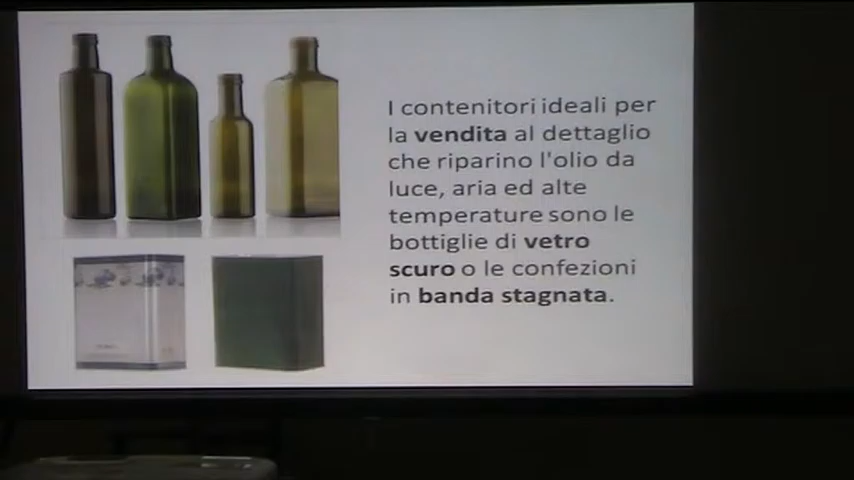 I contenitori ideali per
la vendita al dettaglio
che riparino l'olio da
luce, aria ed alte
temperature sono le
bottiglie di vetro
scuro o le confezioni
in banda stagnata.